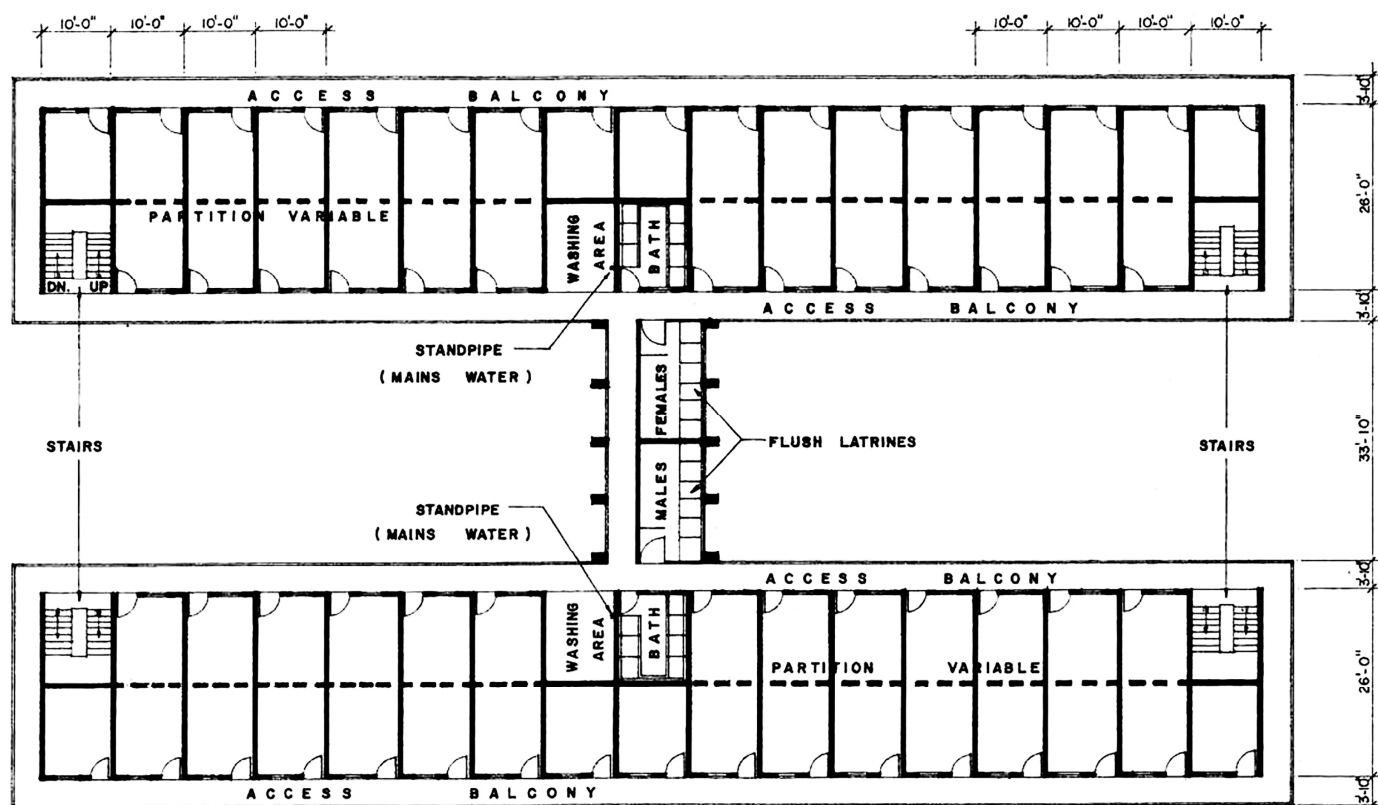 10'-0" 10'-0" 10'-0" 10'-0" 10'-0" 10'-0" 10'-0" 10'-0"
ACCESS BALCONY
3'-10"
26'-0"
PARTITION VARIABLE
WASHING AREA
BATH
DN. UP
ACCESS BALCONY
3'-10"
STANDPIPE
(MAINS WATER)
FEMALES
STAIRS
FLUSH LATRINES
STAIRS
33'-10"
MALES
STANDPIPE
(MAINS WATER)
ACCESS BALCONY
3'-10"
WASHING AREA
BATH
PARTITION VARIABLE
26'-0"
ACCESS BALCONY
3'-10"